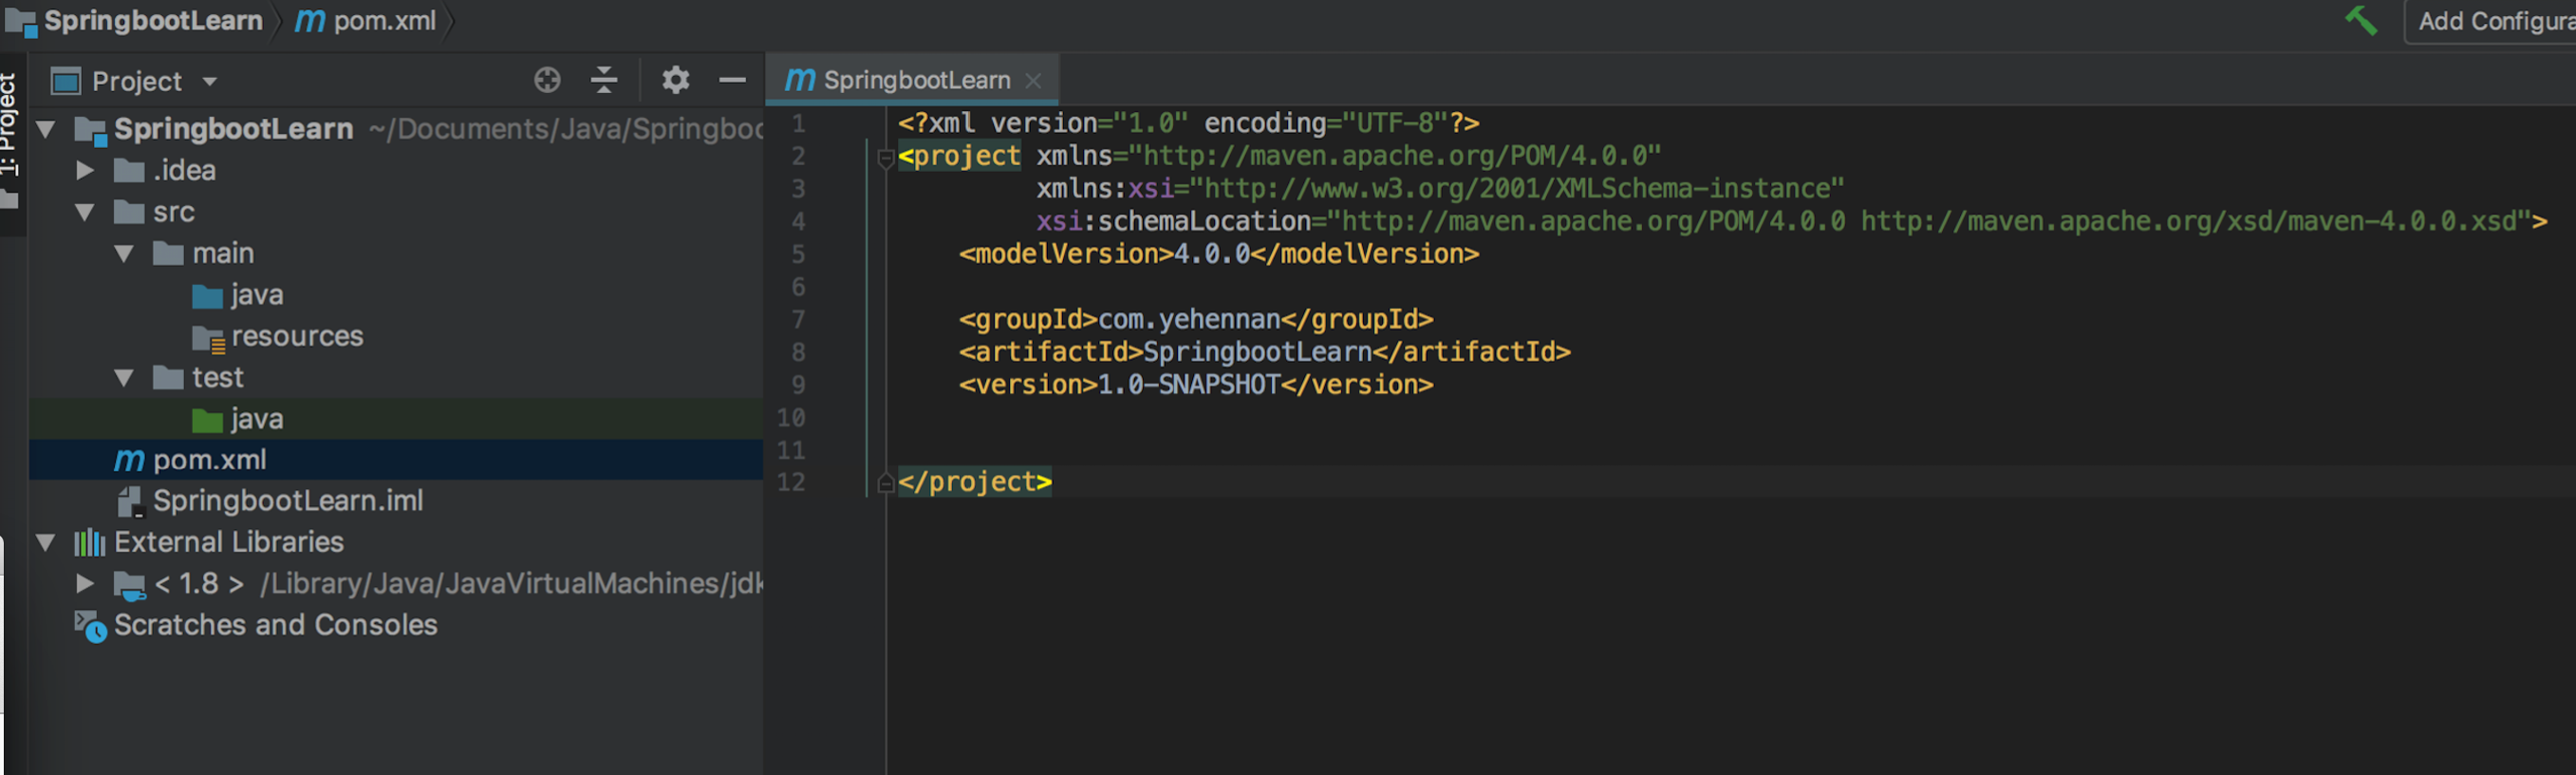 SpringbootLearn pom.xml
Add Configura
1: Project
Project
SpringbootLearn ~/Documents/Java/Springboo
.idea
src
main
java
resources
test
java
pom.xml
SpringbootLearn.iml
External Libraries
< 1.8 > /Library/Java/JavaVirtualMachines/jdk
Scratches and Consoles
SpringbootLearn
1 <?xml version="1.0" encoding="UTF-8"?>
2 <project xmlns="http://maven.apache.org/POM/4.0.0"
3 xmlns:xsi="http://www.w3.org/2001/XMLSchema-instance"
4 xsi:schemaLocation="http://maven.apache.org/POM/4.0.0 http://maven.apache.org/xsd/maven-4.0.0.xsd">
5 <modelVersion>4.0.0</modelVersion>
6
7 <groupId>com.yehennan</groupId>
8 <artifactId>SpringbootLearn</artifactId>
9 <version>1.0-SNAPSHOT</version>
10
11
12 </project>